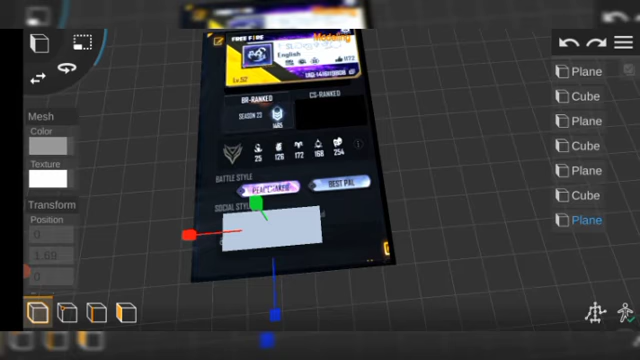 FREE FIRE
Modeling
English
Lv.52
BR-RANKED
CS-RANKED
SEASON 23
25 126 172 168 254
BATTLE STYLE
BEST PAL
SOCIAL STYLE
Mesh
Color
Texture
Transform
Position
0
1.69
0
Plane
Cube
Plane
Cube
Plane
Cube
Plane